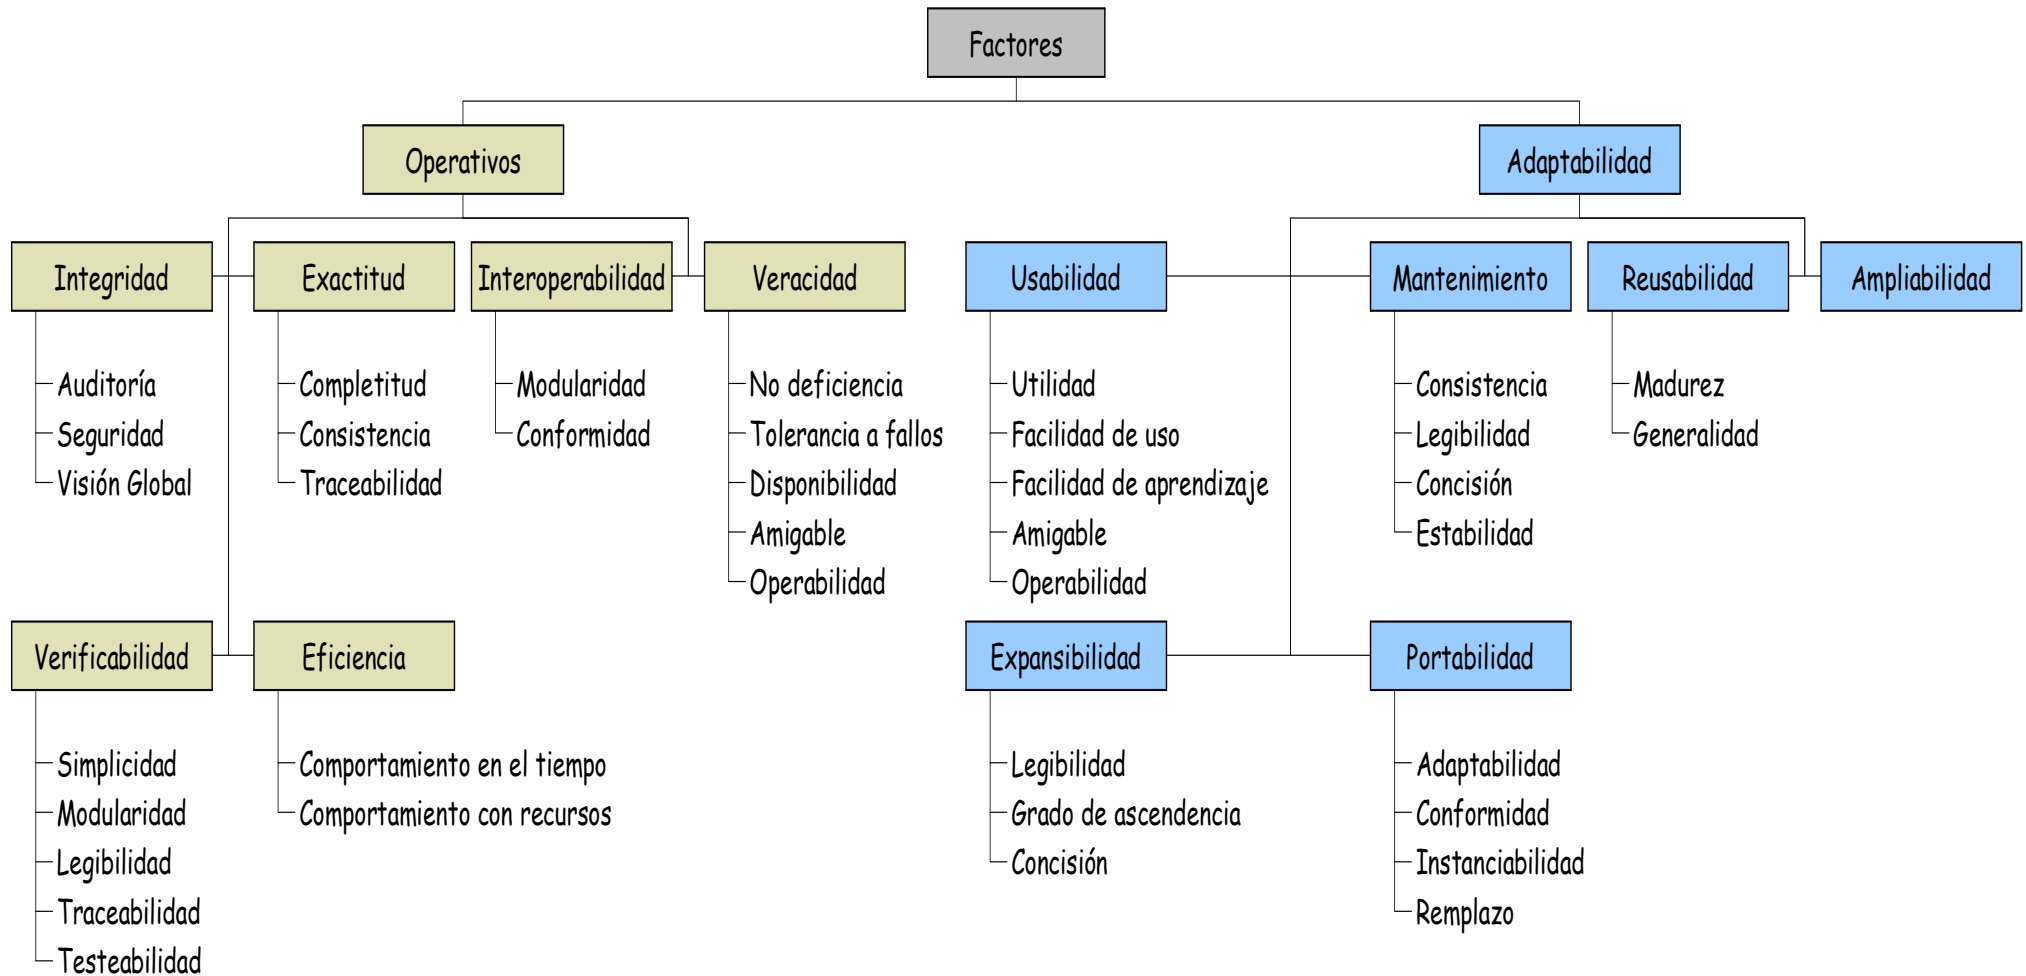 Factores
Operativos
Adaptabilidad
Integridad
Exactitud
Interoperabilidad
Veracidad
Usabilidad
Mantenimiento
Reusabilidad
Ampliabilidad
Auditoría
Seguridad
Visión Global
Completitud
Consistencia
Traceabilidad
Modularidad
Conformidad
No deficiencia
Tolerancia a fallos
Disponibilidad
Amigable
Operabilidad
Utilidad
Facilidad de uso
Facilidad de aprendizaje
Amigable
Operabilidad
Consistencia
Legibilidad
Concisión
Estabilidad
Madurez
Generalidad
Verificabilidad
Eficiencia
Expansibilidad
Portabilidad
Simplicidad
Modularidad
Legibilidad
Traceabilidad
Testeabilidad
Comportamiento en el tiempo
Comportamiento con recursos
Legibilidad
Grado de ascendencia
Concisión
Adaptabilidad
Conformidad
Instanciabilidad
Remplazo